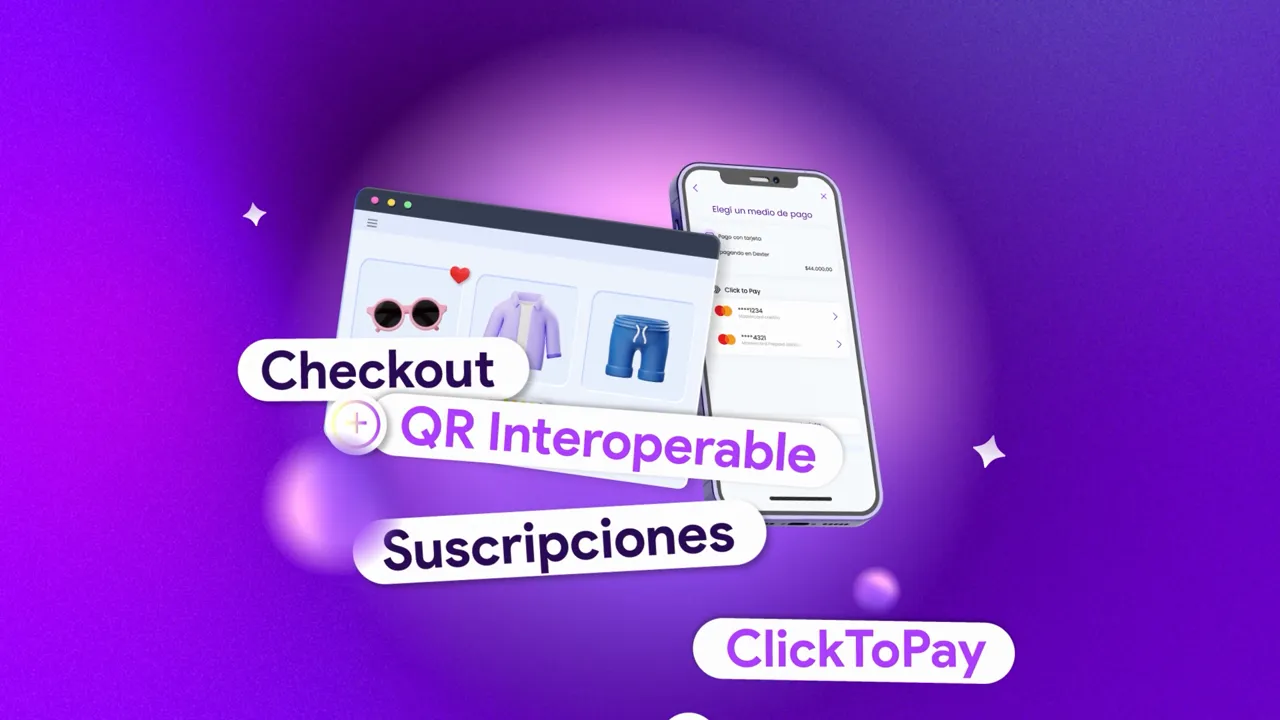 Elegí un medio de pago
Pago con tarjeta
pagando en Dexter
$44.000,00
Click to Pay
****1234
****4321
Checkout
QR Interoperable
Suscripciones
ClickToPay